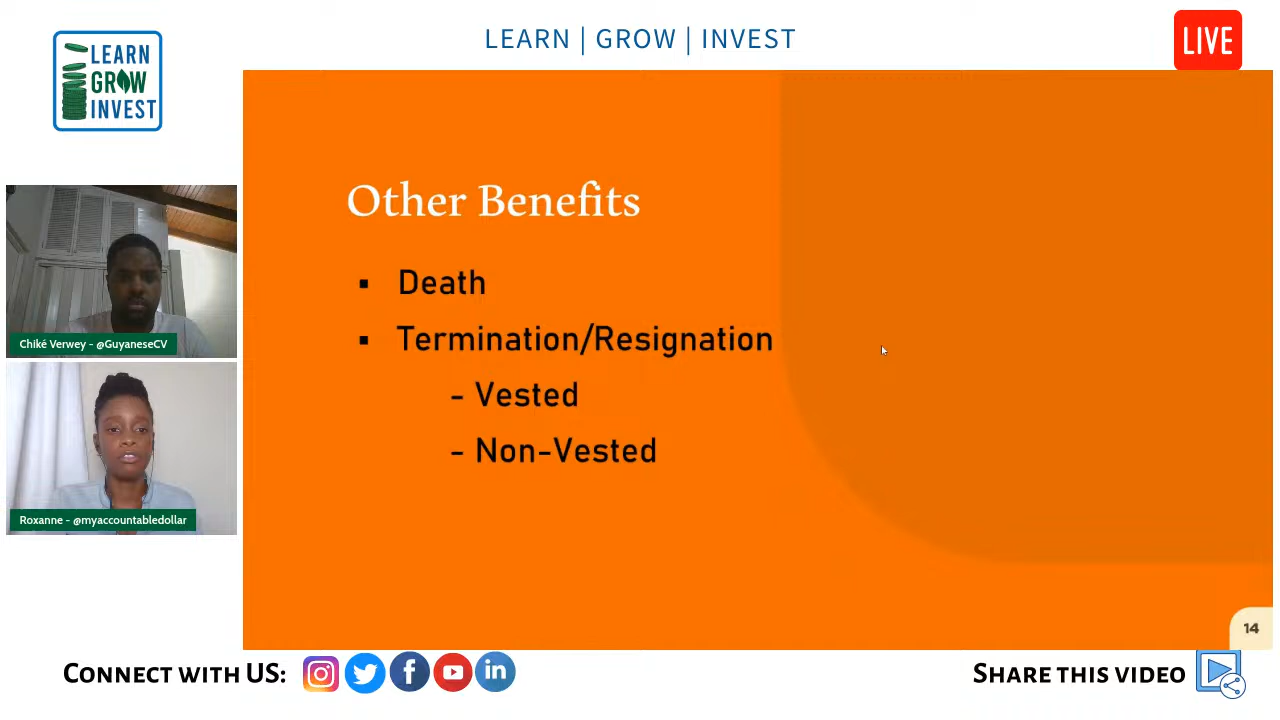 LEARN | GROW | INVEST
LIVE
LEARN
GROW
INVEST
Other Benefits
▪ Death
▪ Termination/Resignation
- Vested
- Non-Vested
Chiké Verwey - @GuyaneseCV
Roxanne - @myaccountabledollar
14
CONNECT WITH US:
SHARE THIS VIDEO